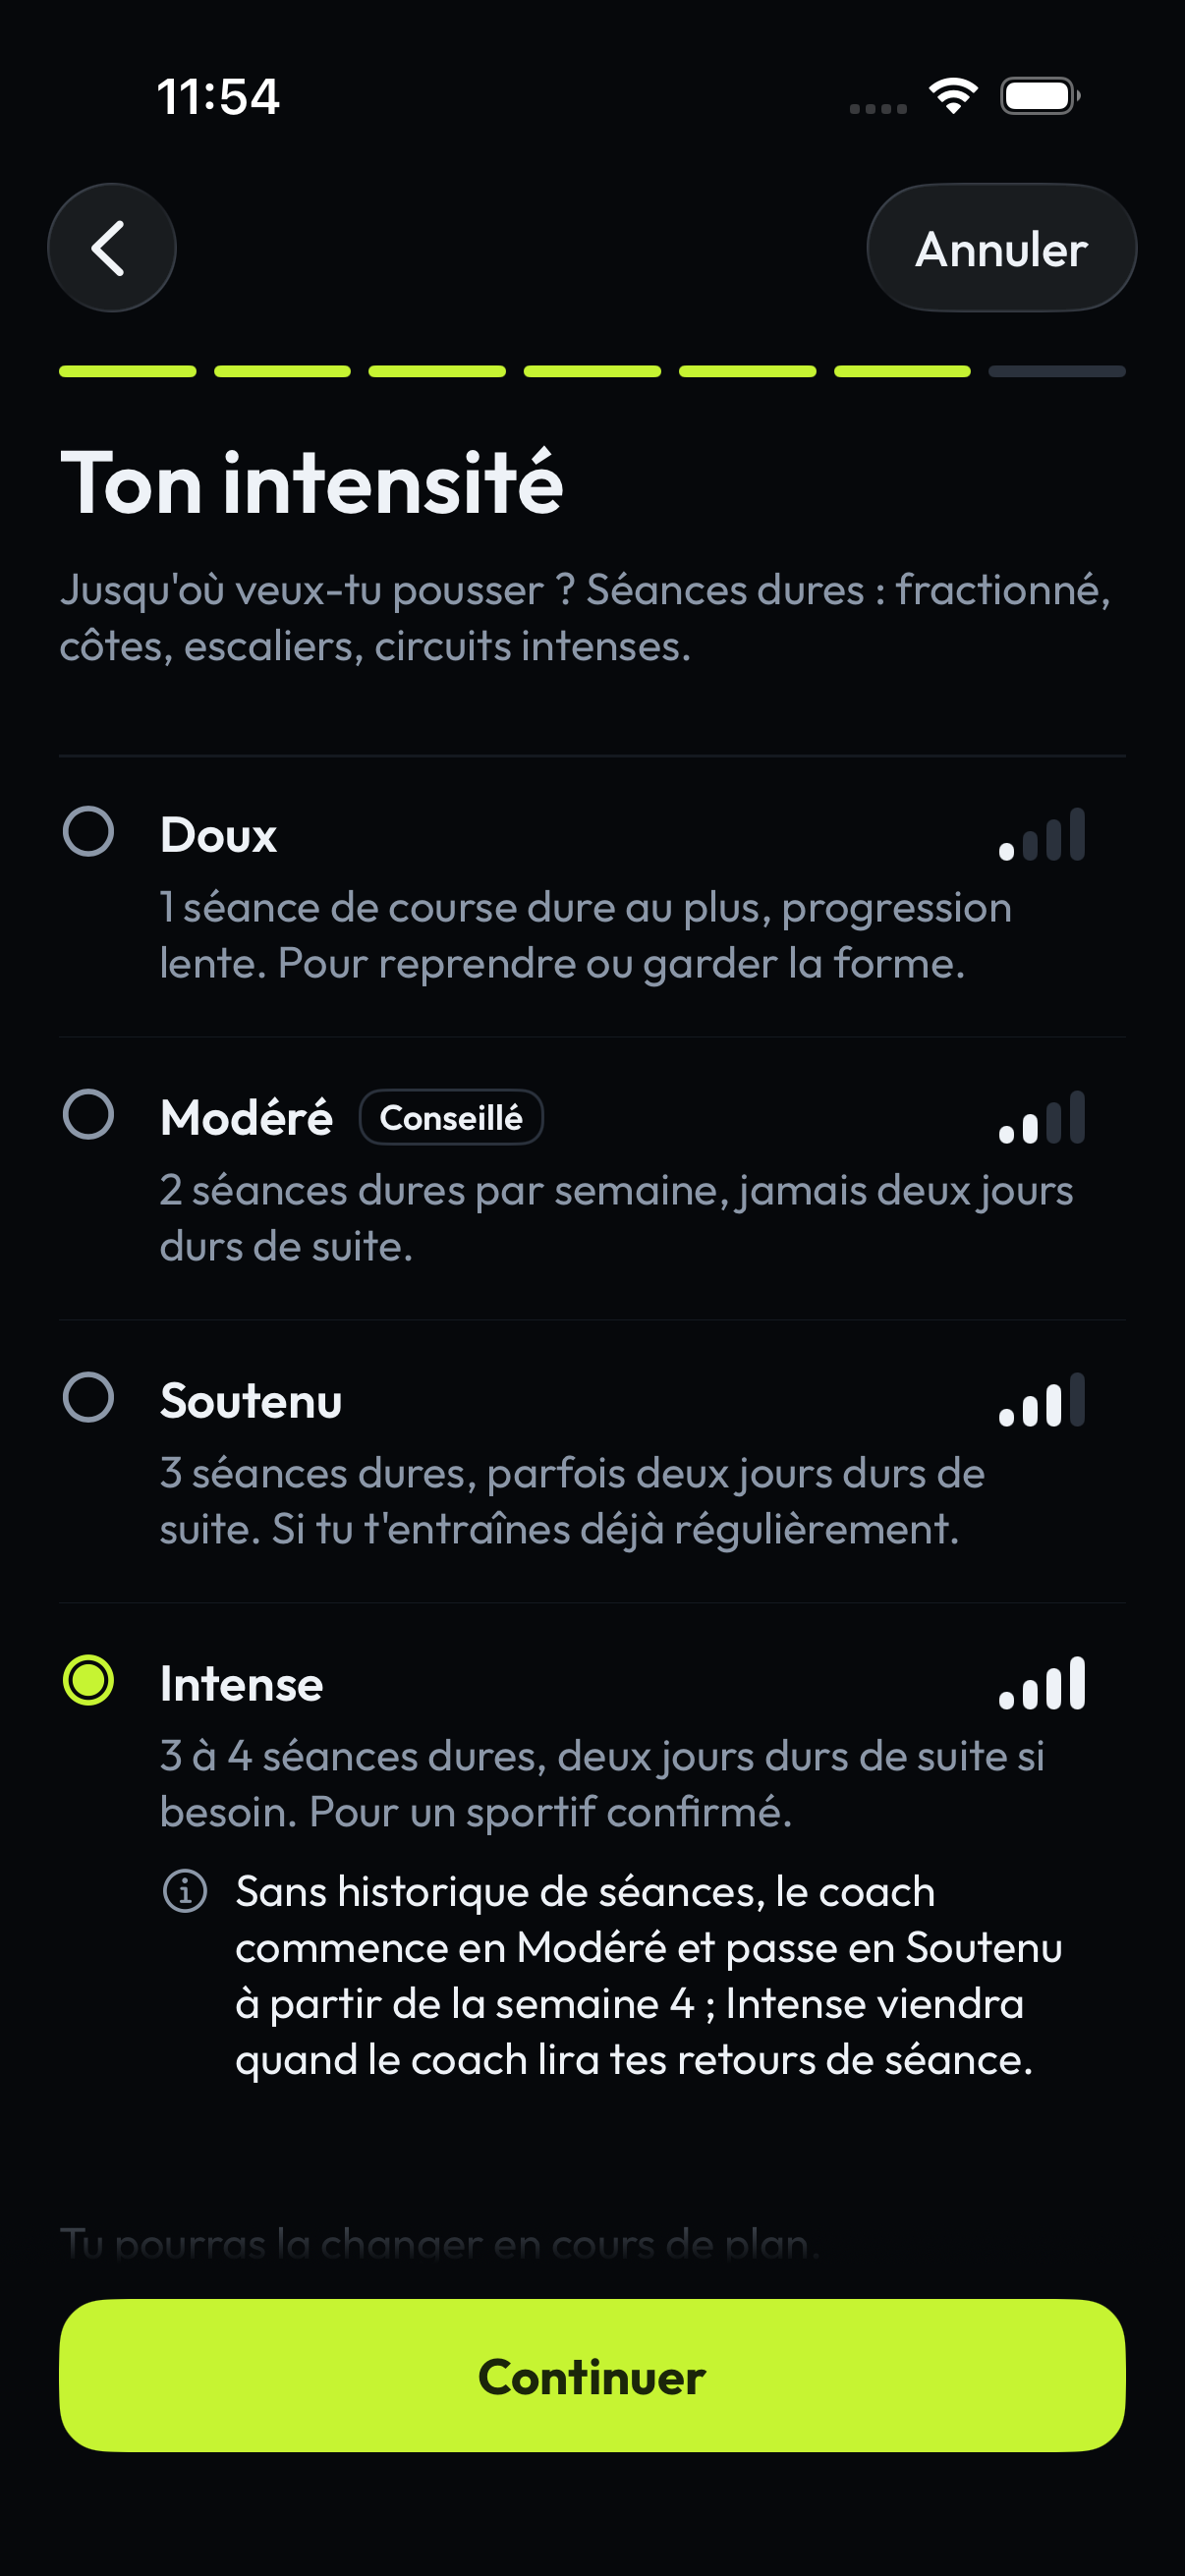 11:54
Annuler
Ton intensité
Jusqu'où veux-tu pousser ? Séances dures : fractionné,
côtes, escaliers, circuits intenses.
Doux
1 séance de course dure au plus, progression
lente. Pour reprendre ou garder la forme.
Modéré Conseillé
2 séances dures par semaine, jamais deux jours
durs de suite.
Soutenu
3 séances dures, parfois deux jours durs de
suite. Si tu t'entraînes déjà régulièrement.
Intense
3 à 4 séances dures, deux jours durs de suite si
besoin. Pour un sportif confirmé.
Sans historique de séances, le coach
commence en Modéré et passe en Soutenu
à partir de la semaine 4 ; Intense viendra
quand le coach lira tes retours de séance.
Tu pourras la changer en cours de plan.
Continuer